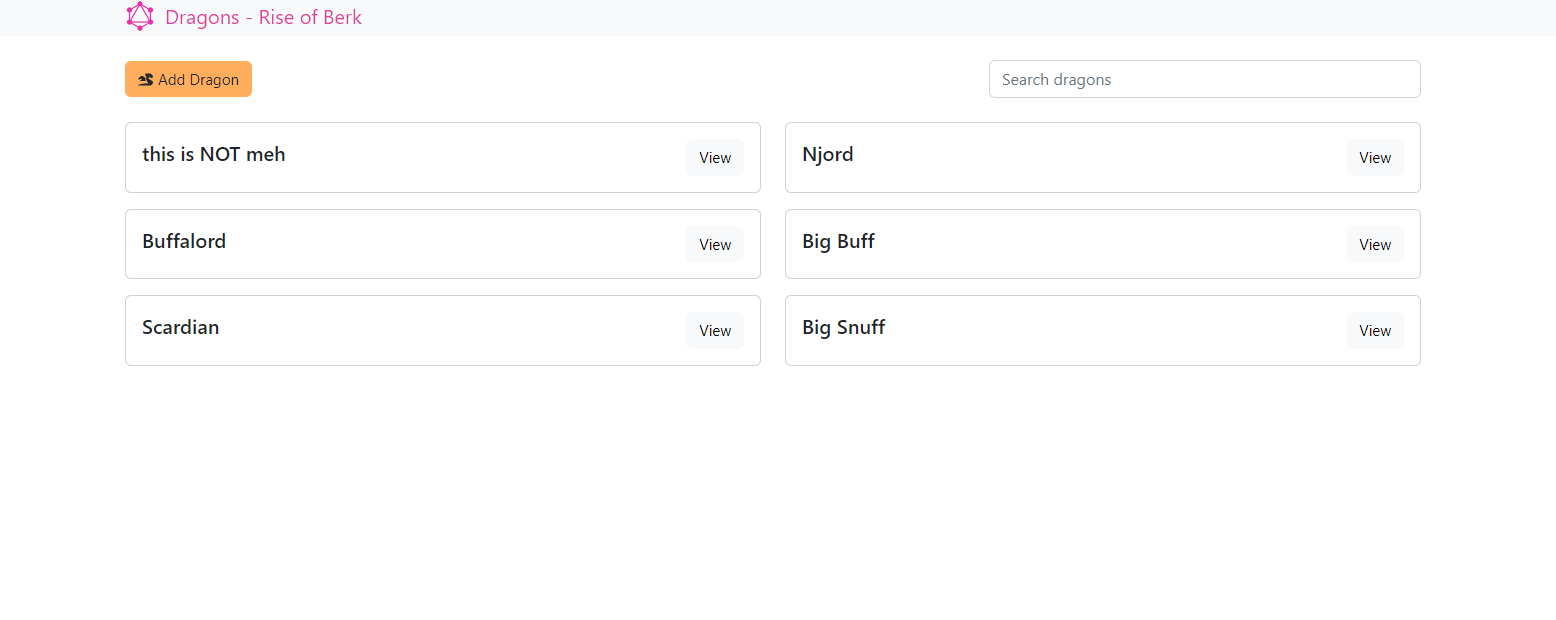 Dragons - Rise of Berk
Add Dragon
Search dragons
this is NOT meh
View
Njord
View
Buffalord
View
Big Buff
View
Scardian
View
Big Snuff
View